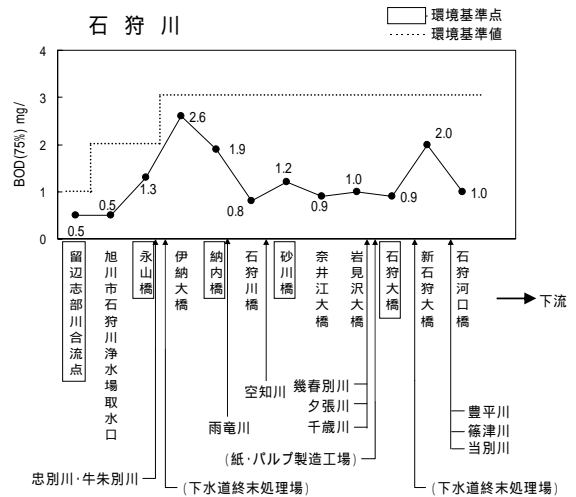 石狩川
環境基準点
環境基準値
BOD(75%) mg/
4
3
2
1
0
0.5
0.5
1.3
2.6
1.9
0.8
1.2
0.9
1.0
0.9
2.0
1.0
留辺志部川合流点
旭川市石狩川浄水場取水口
永山橋
伊納大橋
納内橋
石狩川橋
砂川橋
奈井江大橋
岩見沢大橋
石狩大橋
新石狩大橋
石狩河口橋
下流
忠別川・牛朱別川
(下水道終末処理場)
雨竜川
空知川
幾春別川
夕張川
千歳川
(紙・パルプ製造工場)
(下水道終末処理場)
豊平川
篠津川
当別川